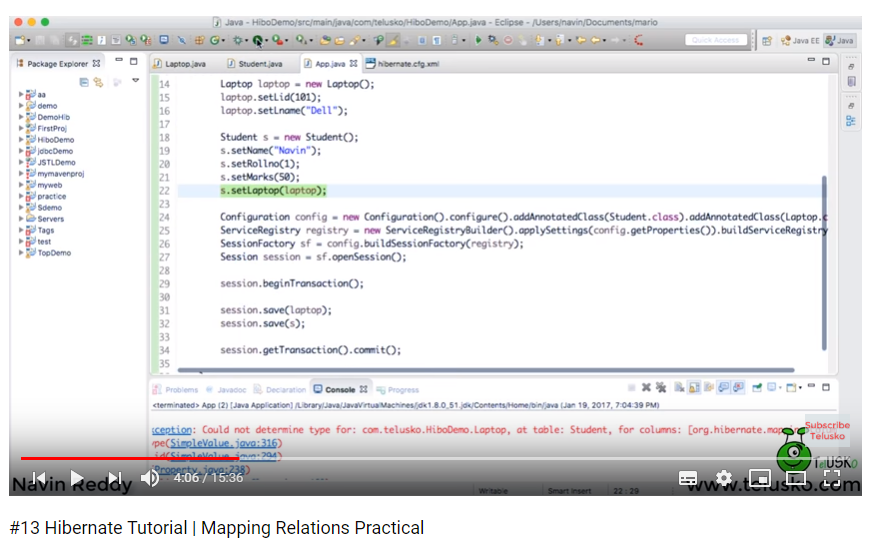 Java - HiboDemo/src/main/java/com/telusko/HiboDemo/App.java - Eclipse - /Users/navin/Documents/mario
Quick Access
Java EE
Java
Package Explorer
Laptop.java
Student.java
App.java
hibernate.cfg.xml
aa
demo
DemoHib
FirstProj
HiboDemo
jdbcDemo
JSTLDemo
mymavenproj
myweb
practice
Sdemo
Servers
Tags
test
TopDemo
14 Laptop laptop = new Laptop();
15 laptop.setLid(101);
16 laptop.setLname("Dell");
17
18 Student s = new Student();
19 s.setName("Navin");
20 s.setRollno(1);
21 s.setMarks(50);
22 s.setLaptop(laptop);
23
24 Configuration config = new Configuration().configure().addAnnotatedClass(Student.class).addAnnotatedClass(Laptop.c
25 ServiceRegistry registry = new ServiceRegistryBuilder().applySettings(config.getProperties()).buildServiceRegistry
26 SessionFactory sf = config.buildSessionFactory(registry);
27 Session session = sf.openSession();
28
29 session.beginTransaction();
30
31 session.save(laptop);
32 session.save(s);
33
34 session.getTransaction().commit();
35
Problems
Javadoc
Declaration
Console
Progress
<terminated> App (2) [Java Application] /Library/Java/JavaVirtualMachines/jdk1.8.0_51.jdk/Contents/Home/bin/java (Jan 19, 2017, 7:04:39 PM)
ception: Could not determine type for: com.telusko.HiboDemo.Laptop, at table: Student, for columns: [org.hibernate.map
ype(SimpleValue.java:316)
id(SimpleValue.java:294)
Property.java:238)
Subscribe
Telusko
TelUSKO
4:06 / 15:36
Navin Reddy
Writable
Smart Insert
22 : 29
www.telusko.com
#13 Hibernate Tutorial | Mapping Relations Practical